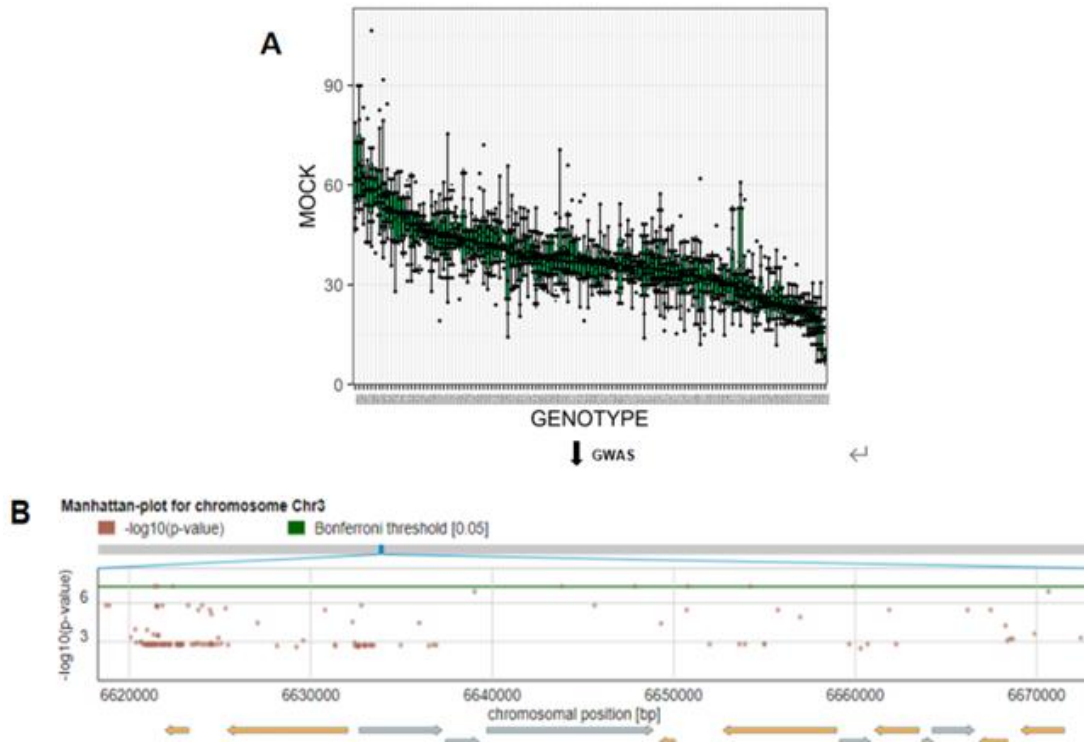 A
90
60
30
0
MOCK
GENOTYPE
GWAS
B
Manhattan-plot for chromosome Chr3
-log10(p-value) Bonferroni threshold [0.05]
6
3
-log10(p-value)
6620000 6630000 6640000 6650000 6660000 6670000
chromosomal position [bp]